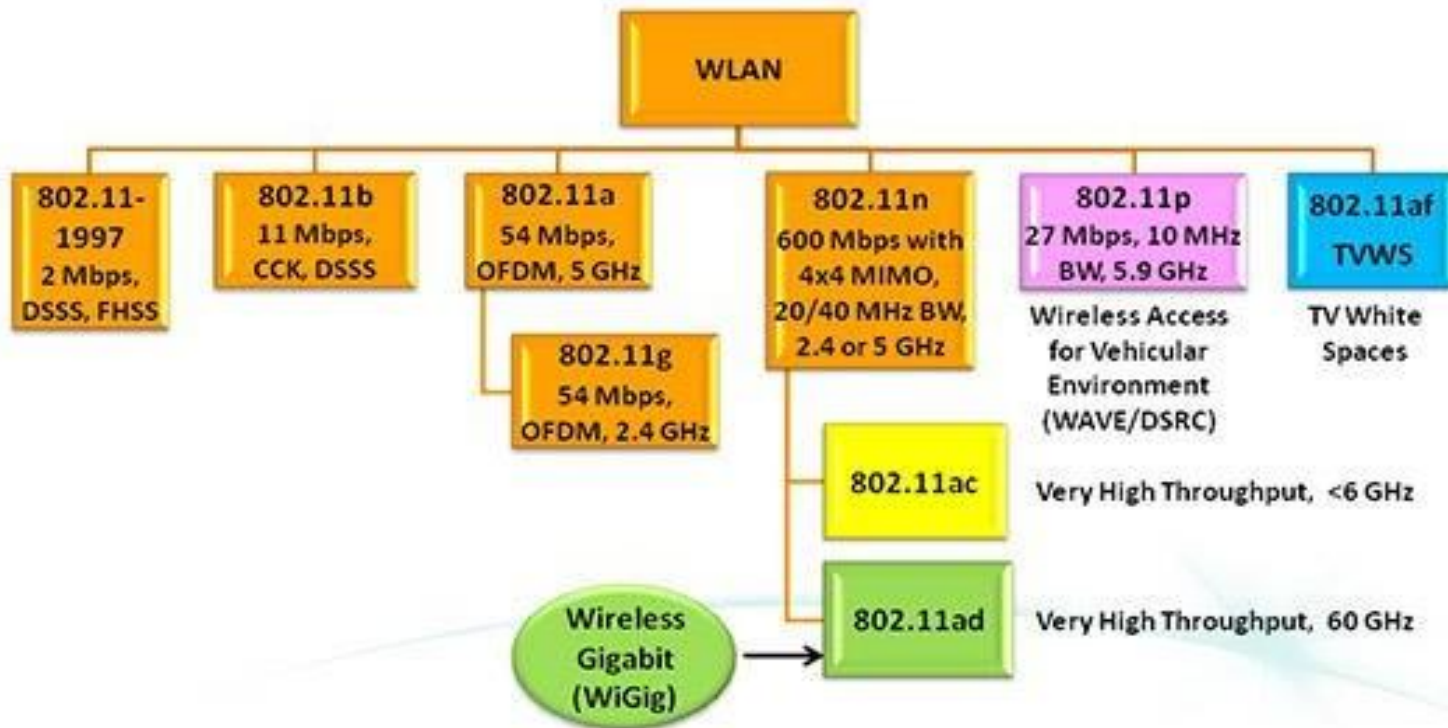 WLAN
802.11-
1997
2 Mbps,
DSSS, FHSS
802.11b
11 Mbps,
CCK, DSSS
802.11a
54 Mbps,
OFDM, 5 GHz
802.11g
54 Mbps,
OFDM, 2.4 GHz
802.11n
600 Mbps with
4x4 MIMO,
20/40 MHz BW,
2.4 or 5 GHz
802.11p
27 Mbps, 10 MHz
BW, 5.9 GHz
Wireless Access
for Vehicular
Environment
(WAVE/DSRC)
802.11af
TVWS
TV White
Spaces
802.11ac
Very High Throughput, <6 GHz
802.11ad
Very High Throughput, 60 GHz
Wireless
Gigabit
(WiGig)